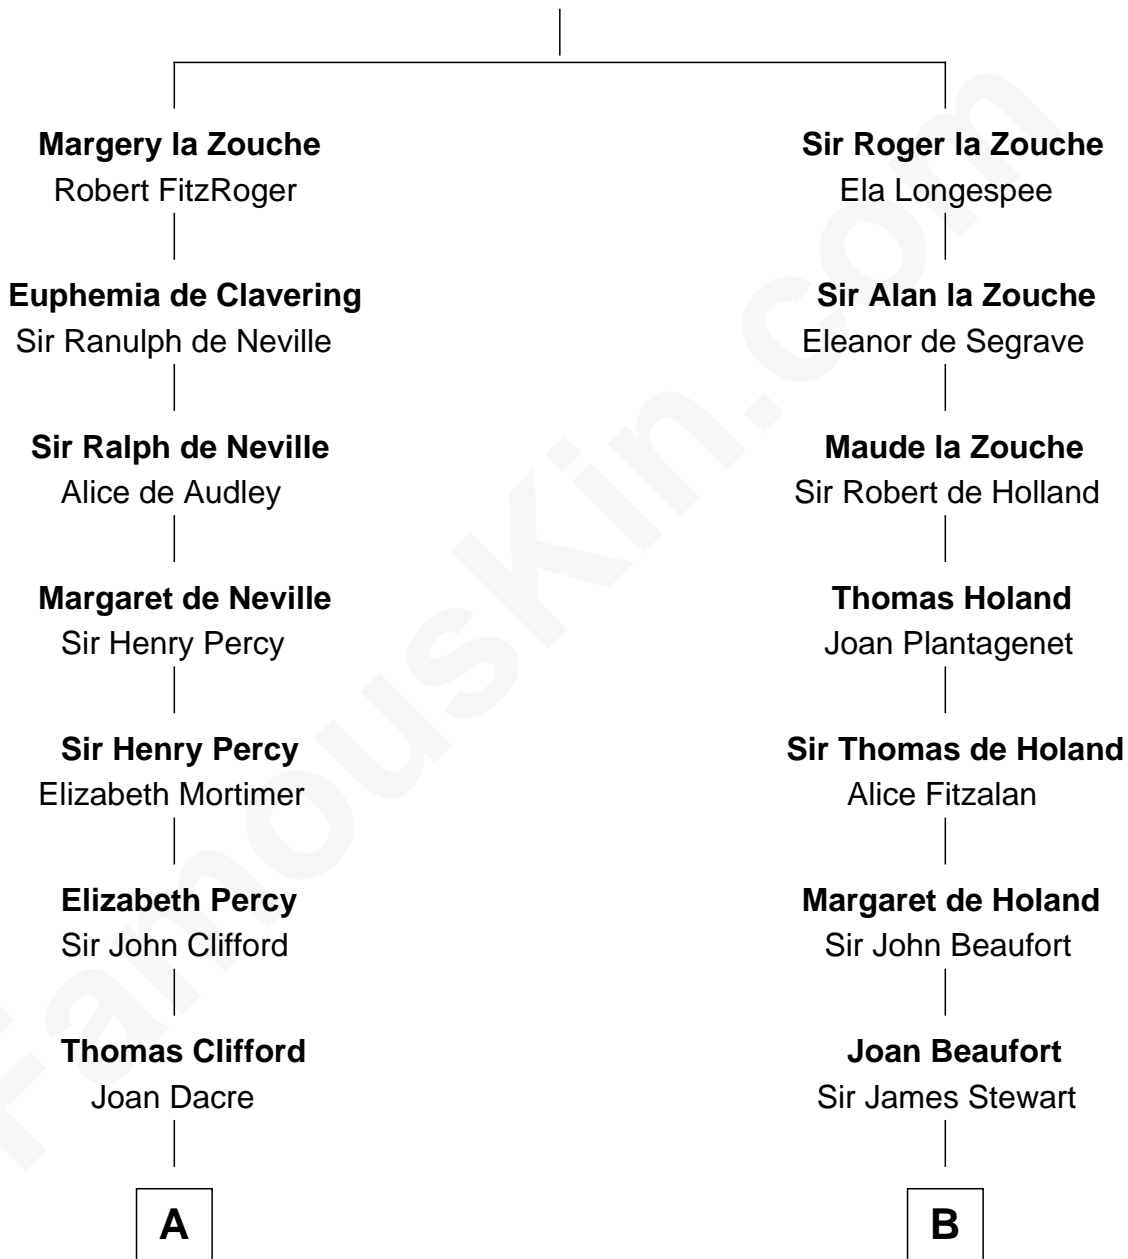 Margery la Zouche
Robert FitzRoger
Euphemia de Clavering
Sir Ranulph de Neville
Sir Ralph de Neville
Alice de Audley
Margaret de Neville
Sir Henry Percy
Sir Henry Percy
Elizabeth Mortimer
Elizabeth Percy
Sir John Clifford
Thomas Clifford
Joan Dacre
A
Sir Roger la Zouche
Ela Longespee
Sir Alan la Zouche
Eleanor de Segrave
Maude la Zouche
Sir Robert de Holland
Thomas Holand
Joan Plantagenet
Sir Thomas de Holand
Alice Fitzalan
Margaret de Holand
Sir John Beaufort
Joan Beaufort
Sir James Stewart
B
FamousKin.com